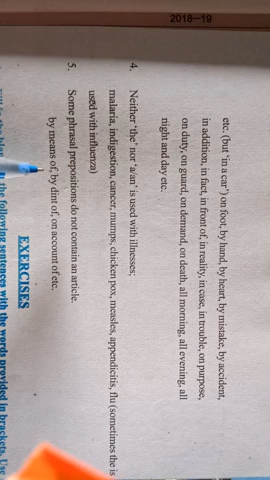 2018—19
etc. (but 'in a car') on foot, by hand, by heart, by mistake, by accident,
in addition, in fact, in front of, in reality, in case, in trouble, on purpose,
on duty, on guard, on demand, on death, all morning, all evening, all
night and day etc.
4. Neither 'the' nor 'a/an' is used with illnesses;
malaria, indigestion, cancer, mumps, chicken pox, measles, appendicitis, flu (sometimes the is
used with influenza)
5. Some phrasal prepositions do not contain an article.
by means of, by dint of, on account of etc.
EXERCISES
the following sentences with the words provided in brackets. Use